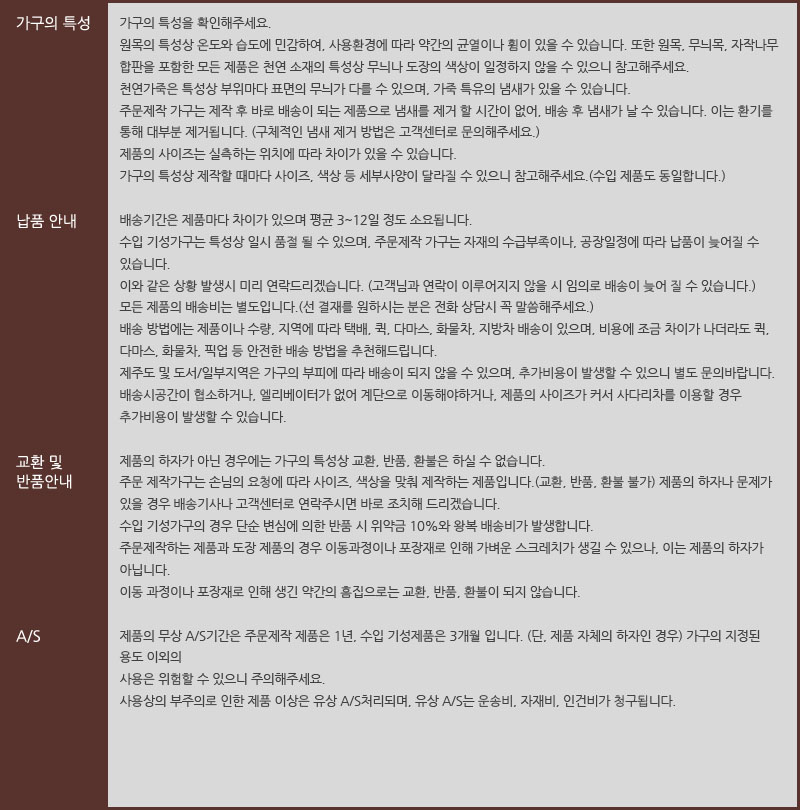 가구의 특성
가구의 특성을 확인해주세요.
원목의 특성상 온도와 습도에 민감하여, 사용환경에 따라 약간의 균열이나 휨이 있을 수 있습니다. 또한 원목, 무늬목, 자작나무
합판을 포함한 모든 제품은 천연 소재의 특성상 무늬나 도장의 색상이 일정하지 않을 수 있으니 참고해주세요.
천연가죽은 특성상 부위마다 표면의 무늬가 다를 수 있으며, 가죽 특유의 냄새가 있을 수 있습니다.
주문제작 가구는 제작 후 바로 배송이 되는 제품으로 냄새를 제거 할 시간이 없어, 배송 후 냄새가 날 수 있습니다. 이는 환기를
통해 대부분 제거됩니다. (구체적인 냄새 제거 방법은 고객센터로 문의해주세요.)
제품의 사이즈는 실측하는 위치에 따라 차이가 있을 수 있습니다.
가구의 특성상 제작할 때마다 사이즈, 색상 등 세부사양이 달라질 수 있으니 참고해주세요.(수입 제품도 동일합니다.)
납품 안내
배송기간은 제품마다 차이가 있으며 평균 3~12일 정도 소요됩니다.
수입 기성가구는 특성상 일시 품절 될 수 있으며, 주문제작 가구는 자재의 수급부족이나, 공장일정에 따라 납품이 늦어질 수
있습니다.
이와 같은 상황 발생시 미리 연락드리겠습니다. (고객님과 연락이 이루어지지 않을 시 임의로 배송이 늦어 질 수 있습니다.)
모든 제품의 배송비는 별도입니다.(선 결재를 원하시는 분은 전화 상담시 꼭 말씀해주세요.)
배송 방법에는 제품이나 수량, 지역에 따라 택배, 퀵, 다마스, 화물차, 지방차 배송이 있으며, 비용에 조금 차이가 나더라도 퀵,
다마스, 화물차, 픽업 등 안전한 배송 방법을 추천해드립니다.
제주도 및 도서/일부지역은 가구의 부피에 따라 배송이 되지 않을 수 있으며, 추가비용이 발생할 수 있으니 별도 문의바랍니다.
배송시공간이 협소하거나, 엘리베이터가 없어 계단으로 이동해야하거나, 제품의 사이즈가 커서 사다리차를 이용할 경우
추가비용이 발생할 수 있습니다.
교환 및
반품안내
제품의 하자가 아닌 경우에는 가구의 특성상 교환, 반품, 환불은 하실 수 없습니다.
주문 제작가구는 손님의 요청에 따라 사이즈, 색상을 맞춰 제작하는 제품입니다.(교환, 반품, 환불 불가) 제품의 하자나 문제가
있을 경우 배송기사나 고객센터로 연락주시면 바로 조치해 드리겠습니다.
수입 기성가구의 경우 단순 변심에 의한 반품 시 위약금 10%와 왕복 배송비가 발생합니다.
주문제작하는 제품과 도장 제품의 경우 이동과정이나 포장재로 인해 가벼운 스크레치가 생길 수 있으나, 이는 제품의 하자가
아닙니다.
이동 과정이나 포장재로 인해 생긴 약간의 흠집으로는 교환, 반품, 환불이 되지 않습니다.
A/S
제품의 무상 A/S기간은 주문제작 제품은 1년, 수입 기성제품은 3개월 입니다. (단, 제품 자체의 하자인 경우) 가구의 지정된
용도 이외의
사용은 위험할 수 있으니 주의해주세요.
사용상의 부주의로 인한 제품 이상은 유상 A/S처리되며, 유상 A/S는 운송비, 자재비, 인건비가 청구됩니다.